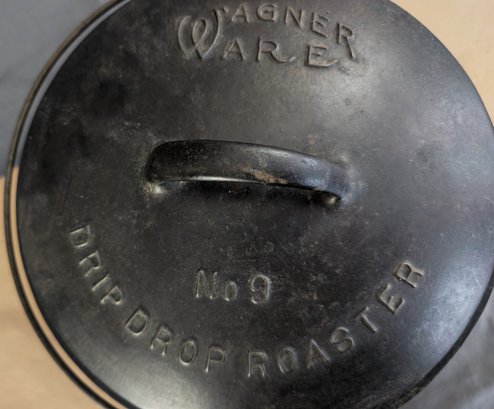 WAGNER
WARE
No 9
DRIP DROP ROASTER